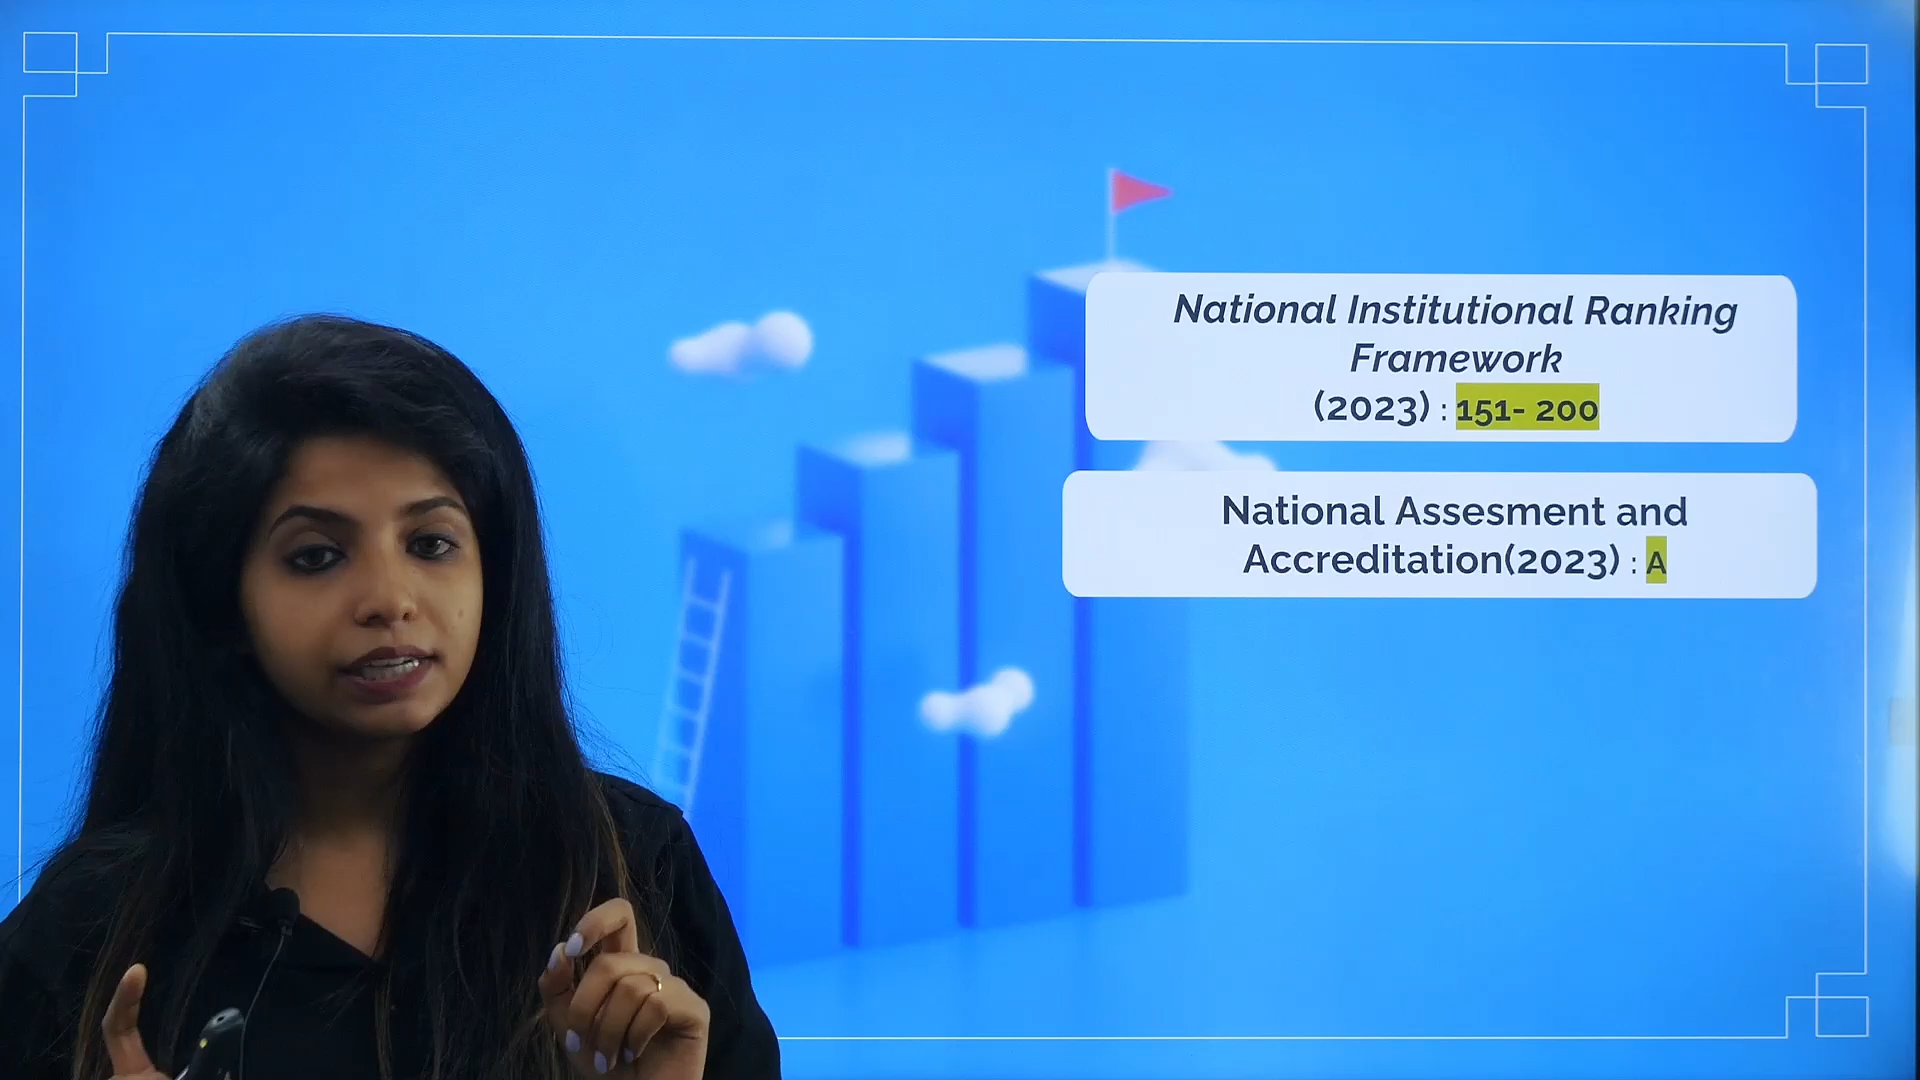 National Institutional Ranking
Framework
(2023) : 151- 200
National Assesment and
Accreditation(2023) : A